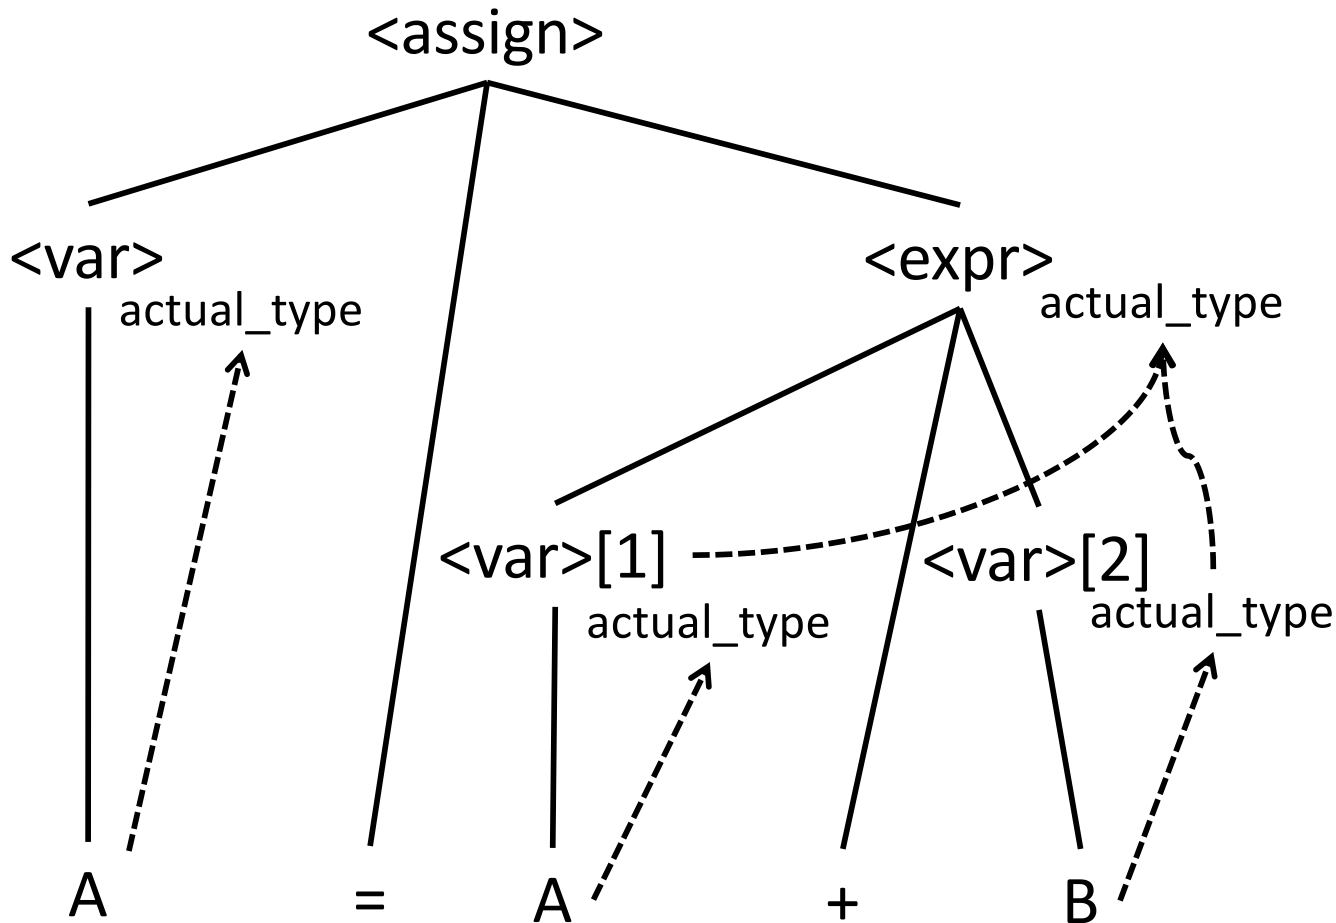 <assign>
<var>
<expr>
actual_type
actual_type
<var>[1]
<var>[2]
actual_type
actual_type
A
=
A
+
B